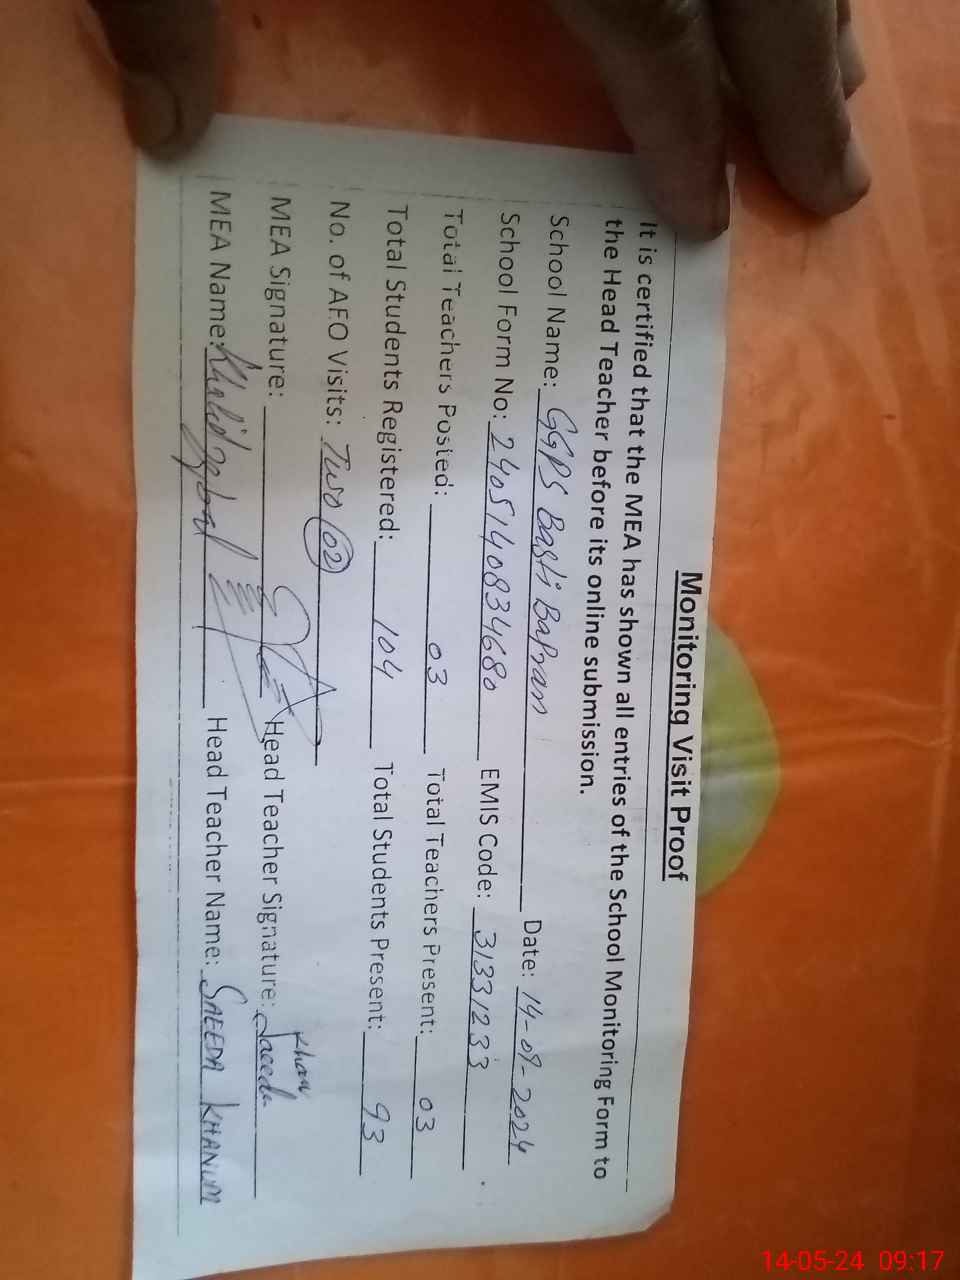 Monitoring Visit Proof
It is certified that the MEA has shown all entries of the School Monitoring Form to
the Head Teacher before its online submission.
School Name: GGPS Basti Date: 14-09-2024
School Form No: 2405140834680 EMIS Code: 31331233
Total Teachers Posted: 03 Total Teachers Present: 03
Total Students Registered: 104 Total Students Present: 93
No. of AEO Visits: Two 02
MEA Signature: Head Teacher Signature: Saeeda Khan
MEA Name: Khalid Iqbal Head Teacher Name: SAEEDA KHANUM
14-05-24 09:17